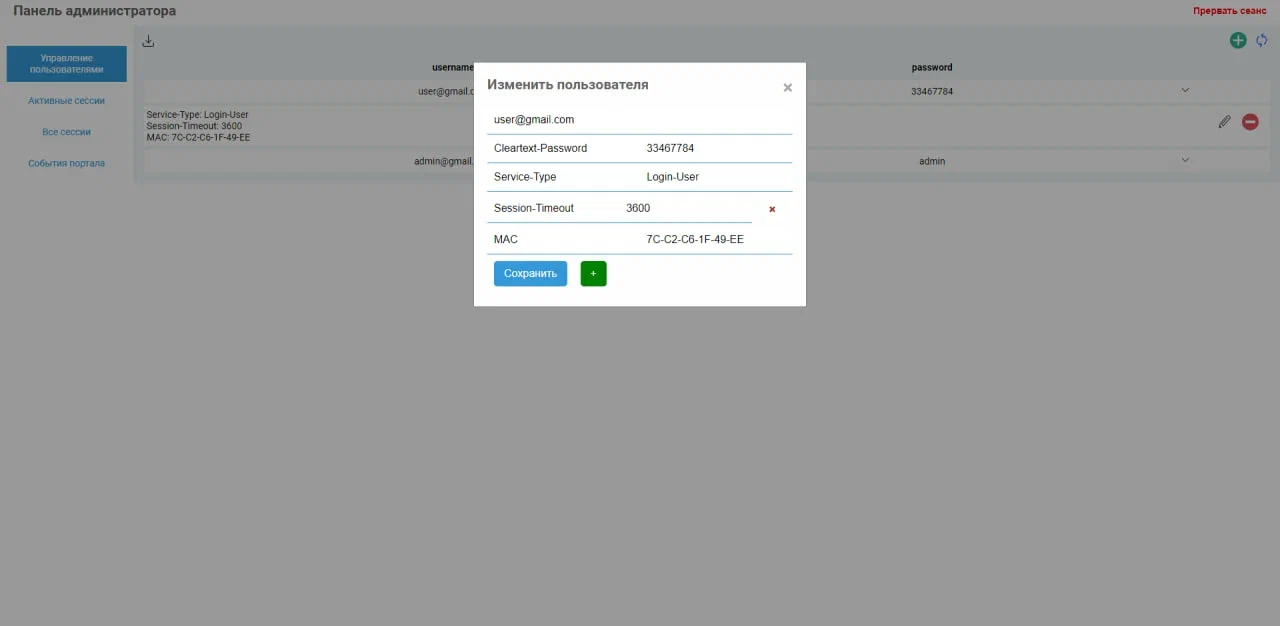 Панель администратора
Прервать сеанс
Управление
пользователями
Активные сессии
Все сессии
События портала
username
password
user@gmail.c
33467784
Service-Type: Login-User
Session-Timeout: 3600
MAC: 7C-C2-C6-1F-49-EE
admin@gmail.
admin
Изменить пользователя
×
user@gmail.com
Cleartext-Password 33467784
Service-Type Login-User
Session-Timeout 3600
MAC 7C-C2-C6-1F-49-EE
Сохранить +